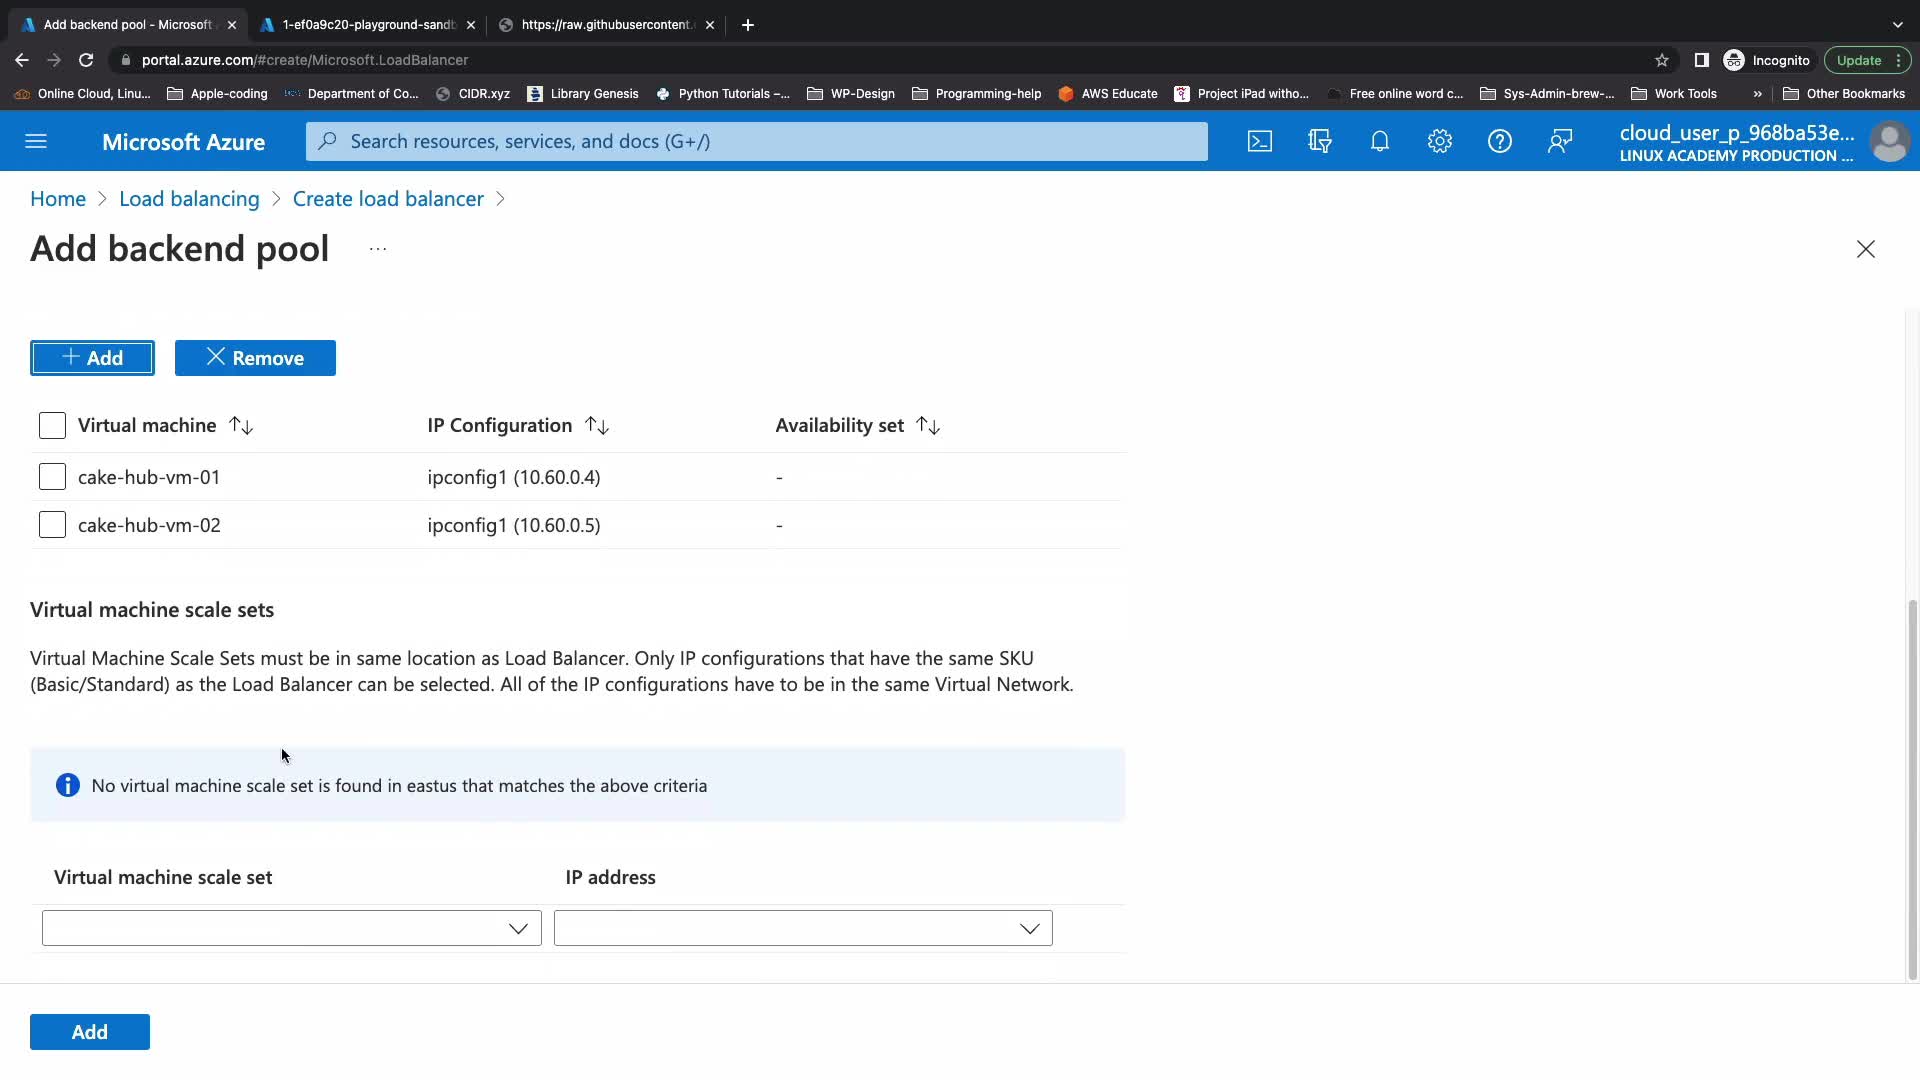 Add backend pool - Microsoft
1-ef0a9c20-playground-sandb
https://raw.githubusercontent.
portal.azure.com/#create/Microsoft.LoadBalancer
Incognito
Update
Online Cloud, Linu...
Apple-coding
Department of Co...
CIDR.xyz
Library Genesis
Python Tutorials –...
WP-Design
Programming-help
AWS Educate
Project iPad witho...
Free online word c...
Sys-Admin-brew-...
Work Tools
»
Other Bookmarks
Microsoft Azure
Search resources, services, and docs (G+/)
cloud_user_p_968ba53e...
LINUX ACADEMY PRODUCTION ...
Home > Load balancing > Create load balancer >
Add backend pool ...
+ Add
Remove
Virtual machine ↑↓ IP Configuration ↑↓ Availability set ↑↓
cake-hub-vm-01 ipconfig1 (10.60.0.4) -
cake-hub-vm-02 ipconfig1 (10.60.0.5) -
Virtual machine scale sets
Virtual Machine Scale Sets must be in same location as Load Balancer. Only IP configurations that have the same SKU
(Basic/Standard) as the Load Balancer can be selected. All of the IP configurations have to be in the same Virtual Network.
No virtual machine scale set is found in eastus that matches the above criteria
Virtual machine scale set IP address
Add